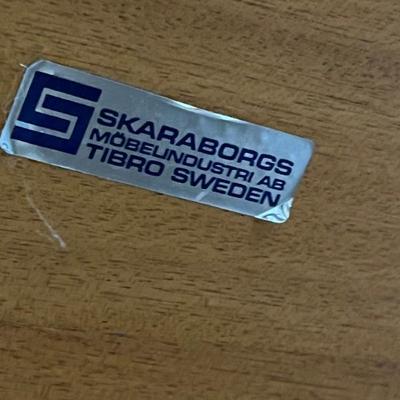 SKARABORGS
MÖBELINDUSTRI AB
TIBRO SWEDEN